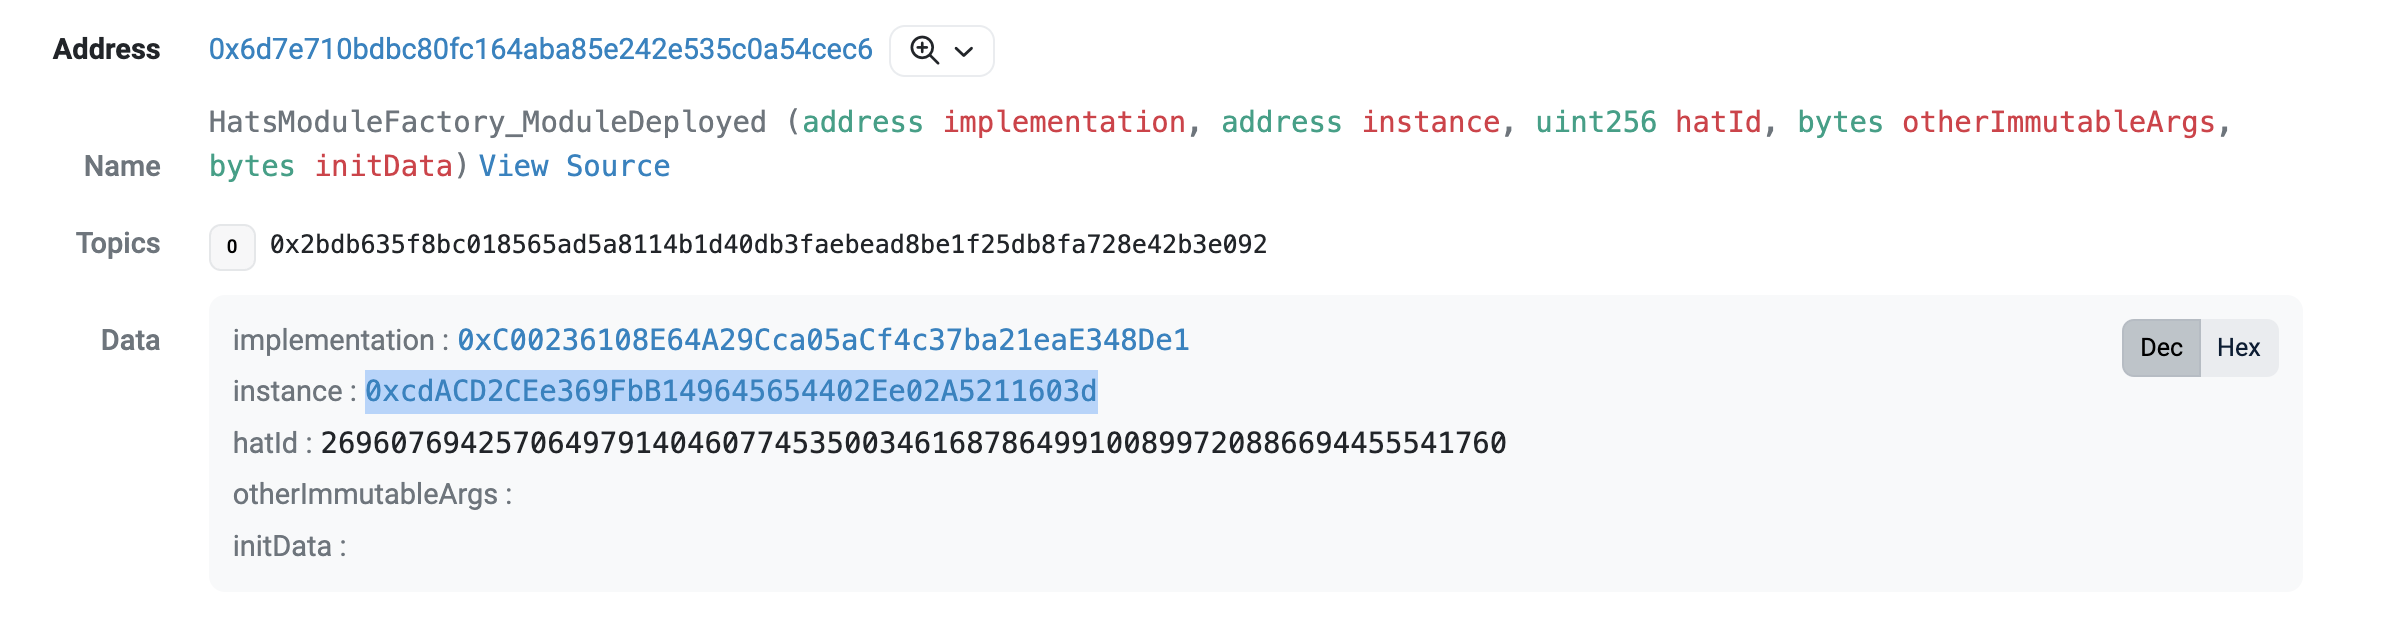 Address 0x6d7e710bdbc80fc164aba85e242e535c0a54cec6
HatsModuleFactory_ModuleDeployed (address implementation, address instance, uint256 hatId, bytes otherImmutableArgs,
Name bytes initData) View Source
Topics 0 0x2bdb635f8bc018565ad5a8114b1d40db3faebead8be1f25db8fa728e42b3e092
Data implementation : 0xC00236108E64A29Cca05aCf4c37ba21eaE348De1 Dec Hex
instance : 0xcdACD2CEe369FbB149645654402Ee02A5211603d
hatId : 26960769425706497914046077453500346168786499100899720886694455541760
otherImmutableArgs :
initData :